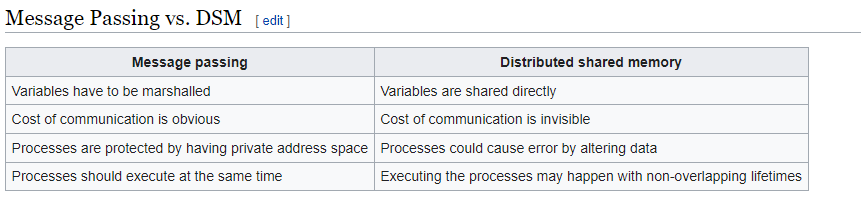 Message Passing vs. DSM [ edit ]
Message passing Distributed shared memory
Variables have to be marshalled Variables are shared directly
Cost of communication is obvious Cost of communication is invisible
Processes are protected by having private address space Processes could cause error by altering data
Processes should execute at the same time Executing the processes may happen with non-overlapping lifetimes